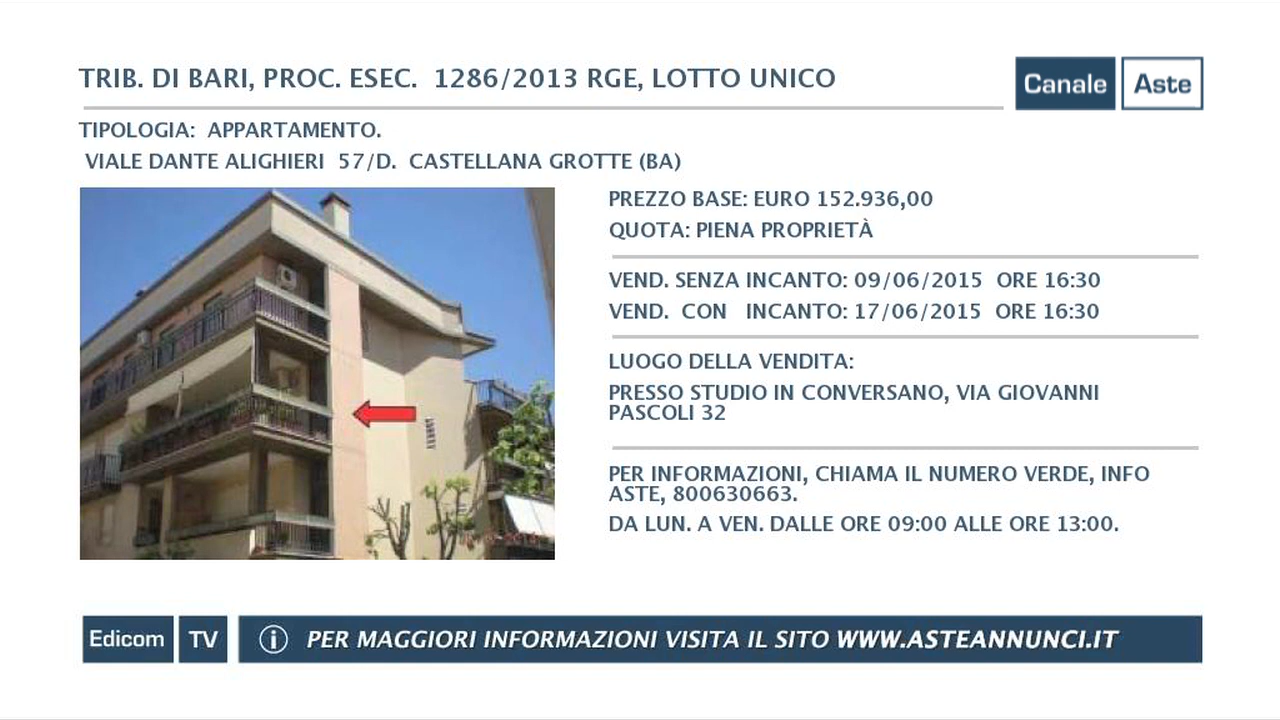 TRIB. DI BARI, PROC. ESEC. 1286/2013 RGE, LOTTO UNICO
Canale Aste
TIPOLOGIA: APPARTAMENTO.
VIALE DANTE ALIGHIERI 57/D. CASTELLANA GROTTE (BA)
PREZZO BASE: EURO 152.936,00
QUOTA: PIENA PROPRIETÀ
VEND. SENZA INCANTO: 09/06/2015 ORE 16:30
VEND. CON INCANTO: 17/06/2015 ORE 16:30
LUOGO DELLA VENDITA:
PRESSO STUDIO IN CONVERSANO, VIA GIOVANNI
PASCOLI 32
PER INFORMAZIONI, CHIAMA IL NUMERO VERDE, INFO
ASTE, 800630663.
DA LUN. A VEN. DALLE ORE 09:00 ALLE ORE 13:00.
Edicom TV
PER MAGGIORI INFORMAZIONI VISITA IL SITO WWW.ASTEANNUNCI.IT